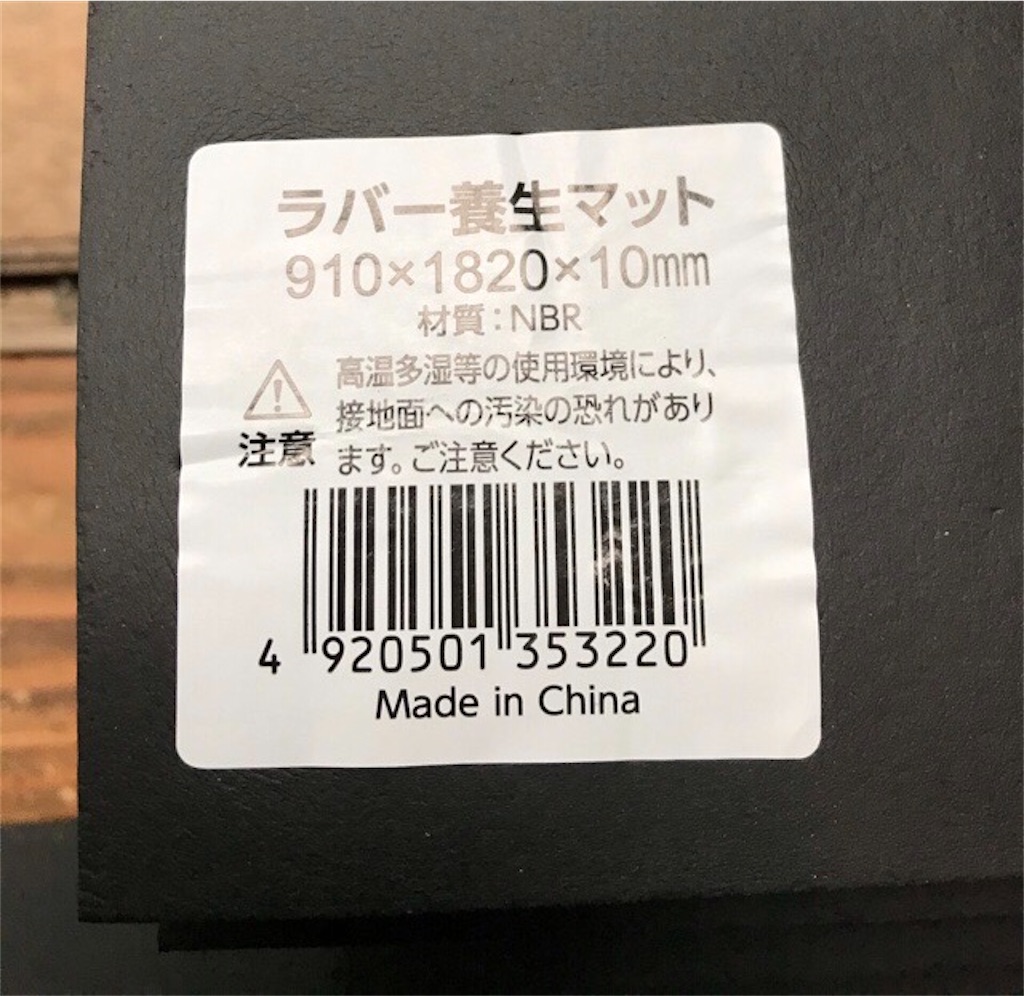 ラバー養生マット
910×1820×10mm
材質：NBR
注意
高温多湿等の使用環境により、
接地面への汚染の恐れがあり
ます。ご注意ください。
4 920501 353220
Made in China